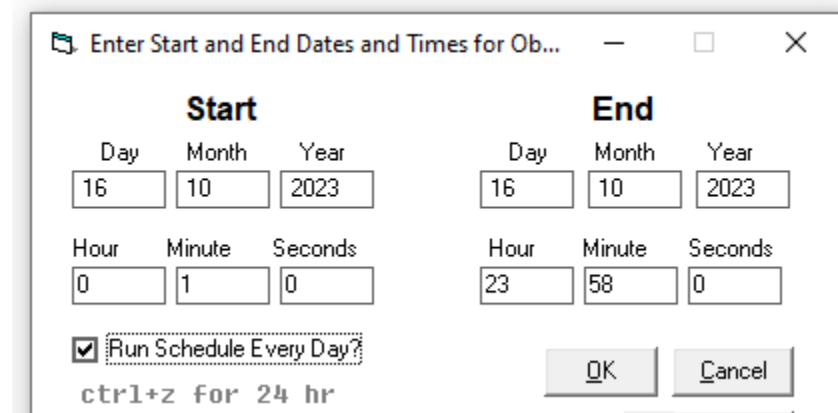 Enter Start and End Dates and Times for Ob...
Start End
Day Month Year Day Month Year
16 10 2023 16 10 2023
Hour Minute Seconds Hour Minute Seconds
0 1 0 23 58 0
Run Schedule Every Day?
OK Cancel
ctrl+z for 24 hr